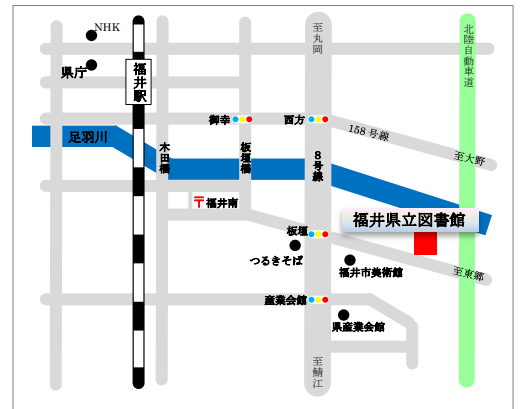 NHK
県庁
福井駅
至丸岡
北陸自動車道
御幸
西方
158号線
至大野
足羽川
木田橋
板垣橋
8号線
〒福井南
福井県立図書館
板垣
つるきそば
福井市美術館
至東郷
産業会館
県産業会館
至鯖江